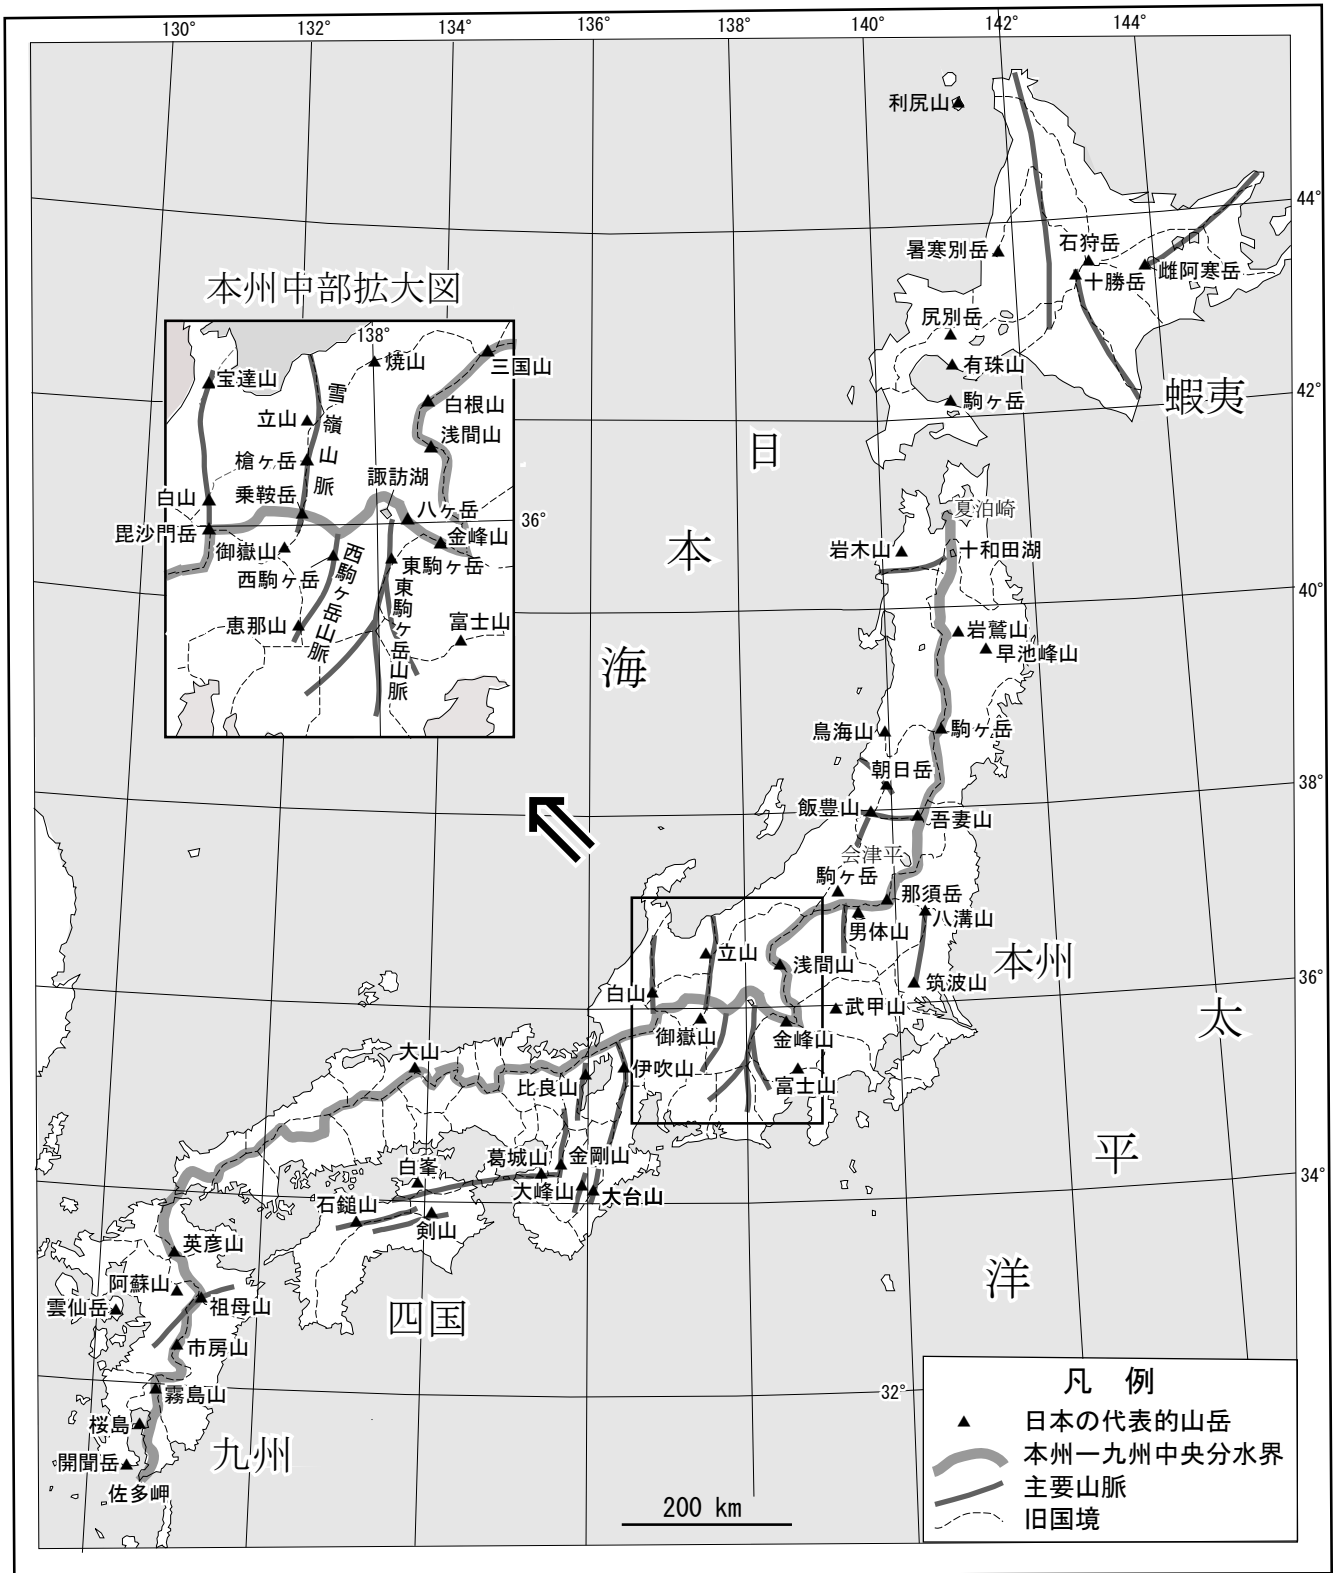 130°
132°
134°
136°
138°
140°
142°
144°
利尻山
44°
暑寒別岳
石狩岳
十勝岳
雌阿寒岳
尻別岳
有珠山
駒ヶ岳
蝦夷
42°
本州中部拡大図
138°
宝達山
焼山
三国山
雪嶺山脈
立山
白根山
浅間山
槍ヶ岳
諏訪湖
乗鞍岳
白山
八ヶ岳
36°
毘沙門岳
御嶽山
金峰山
西駒ヶ岳
東駒ヶ岳
西駒ヶ岳山脈
東駒ヶ岳山脈
恵那山
富士山
日
本
海
夏泊崎
岩木山
十和田湖
40°
岩鷲山
早池峰山
鳥海山
駒ヶ岳
朝日岳
38°
飯豊山
吾妻山
会津平
駒ヶ岳
那須岳
八溝山
男体山
立山
浅間山
本州
筑波山
36°
白山
武甲山
御嶽山
金峰山
太
大山
伊吹山
比良山
富士山
平
葛城山
金剛山
白峯
大峰山
大台山
34°
石鎚山
剣山
英彦山
洋
阿蘇山
雲仙岳
祖母山
四国
市房山
霧島山
32°
桜島
九州
開聞岳
佐多岬
200 km
凡 例
日本の代表的山岳
本州―九州中央分水界
主要山脈
旧国境